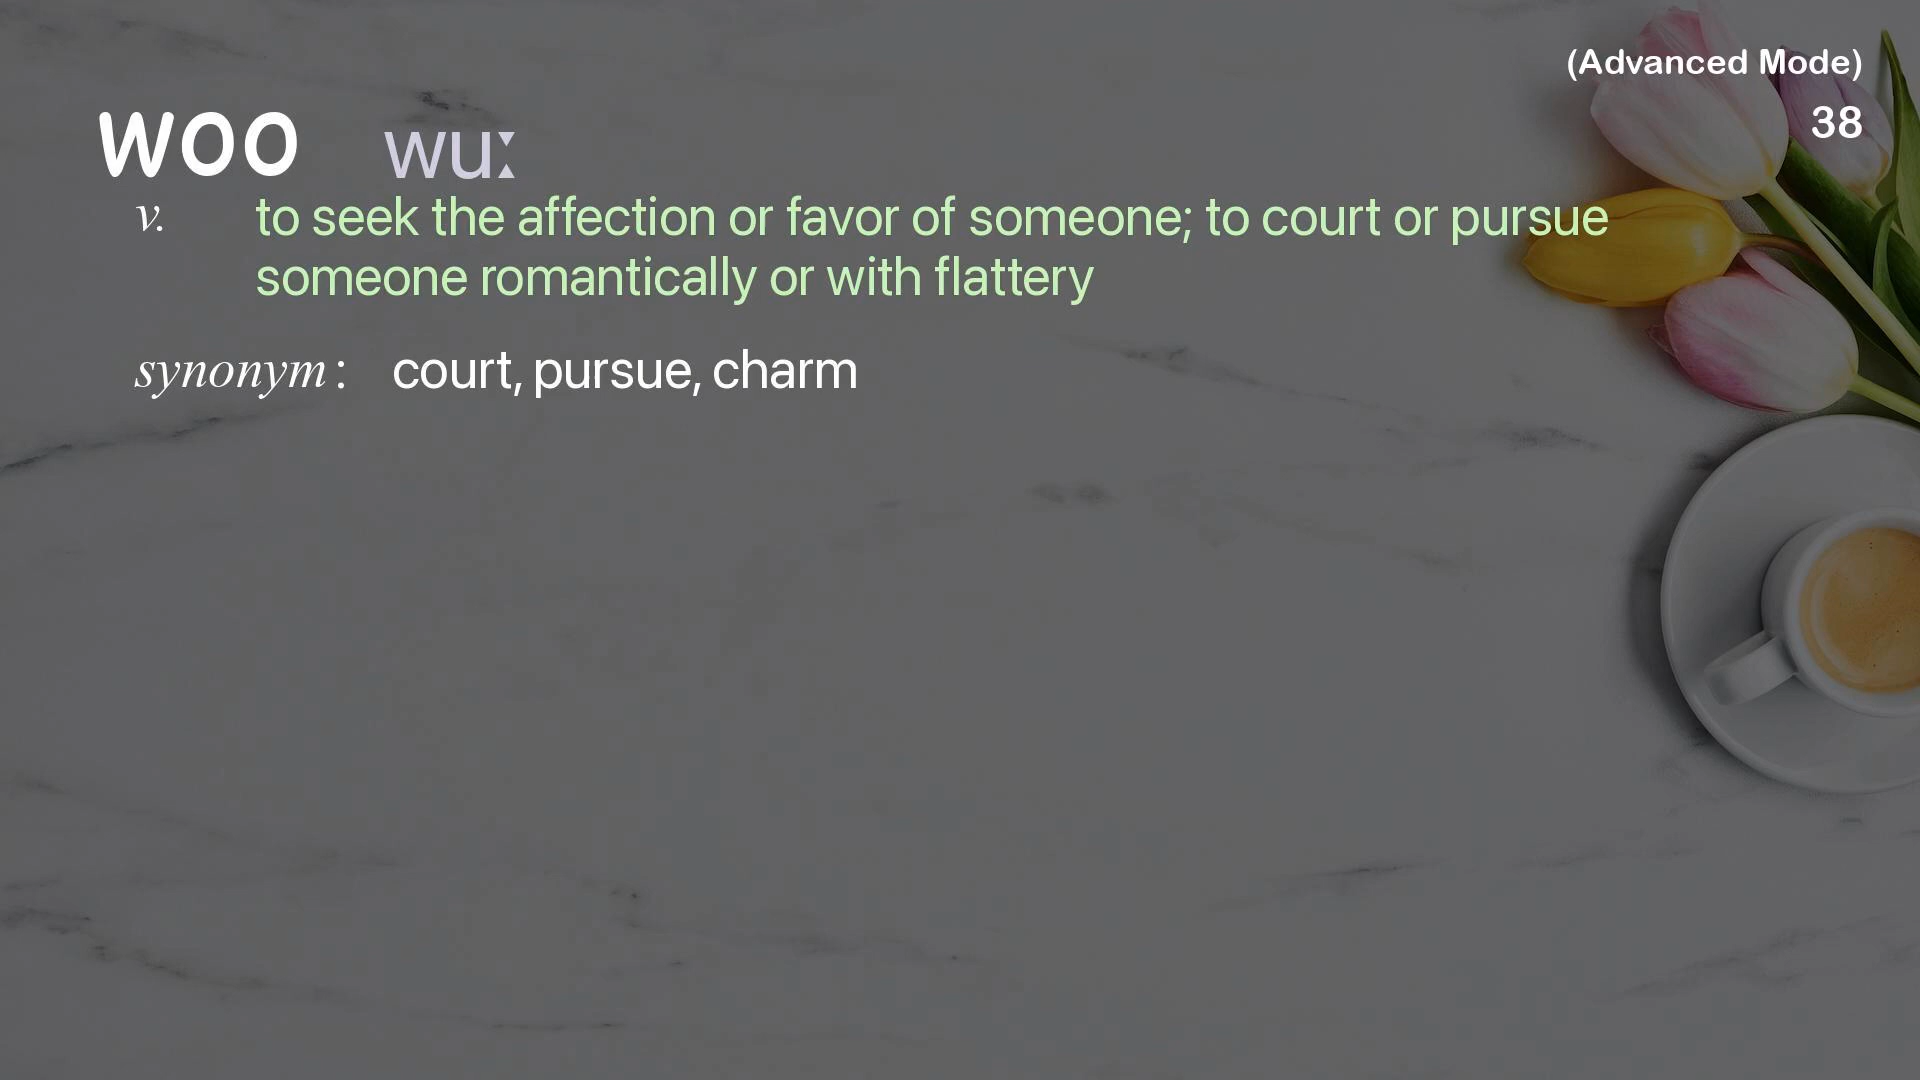 (Advanced Mode)
38
woo wuː
v. to seek the affection or favor of someone; to court or pursue
someone romantically or with flattery
synonym : court, pursue, charm